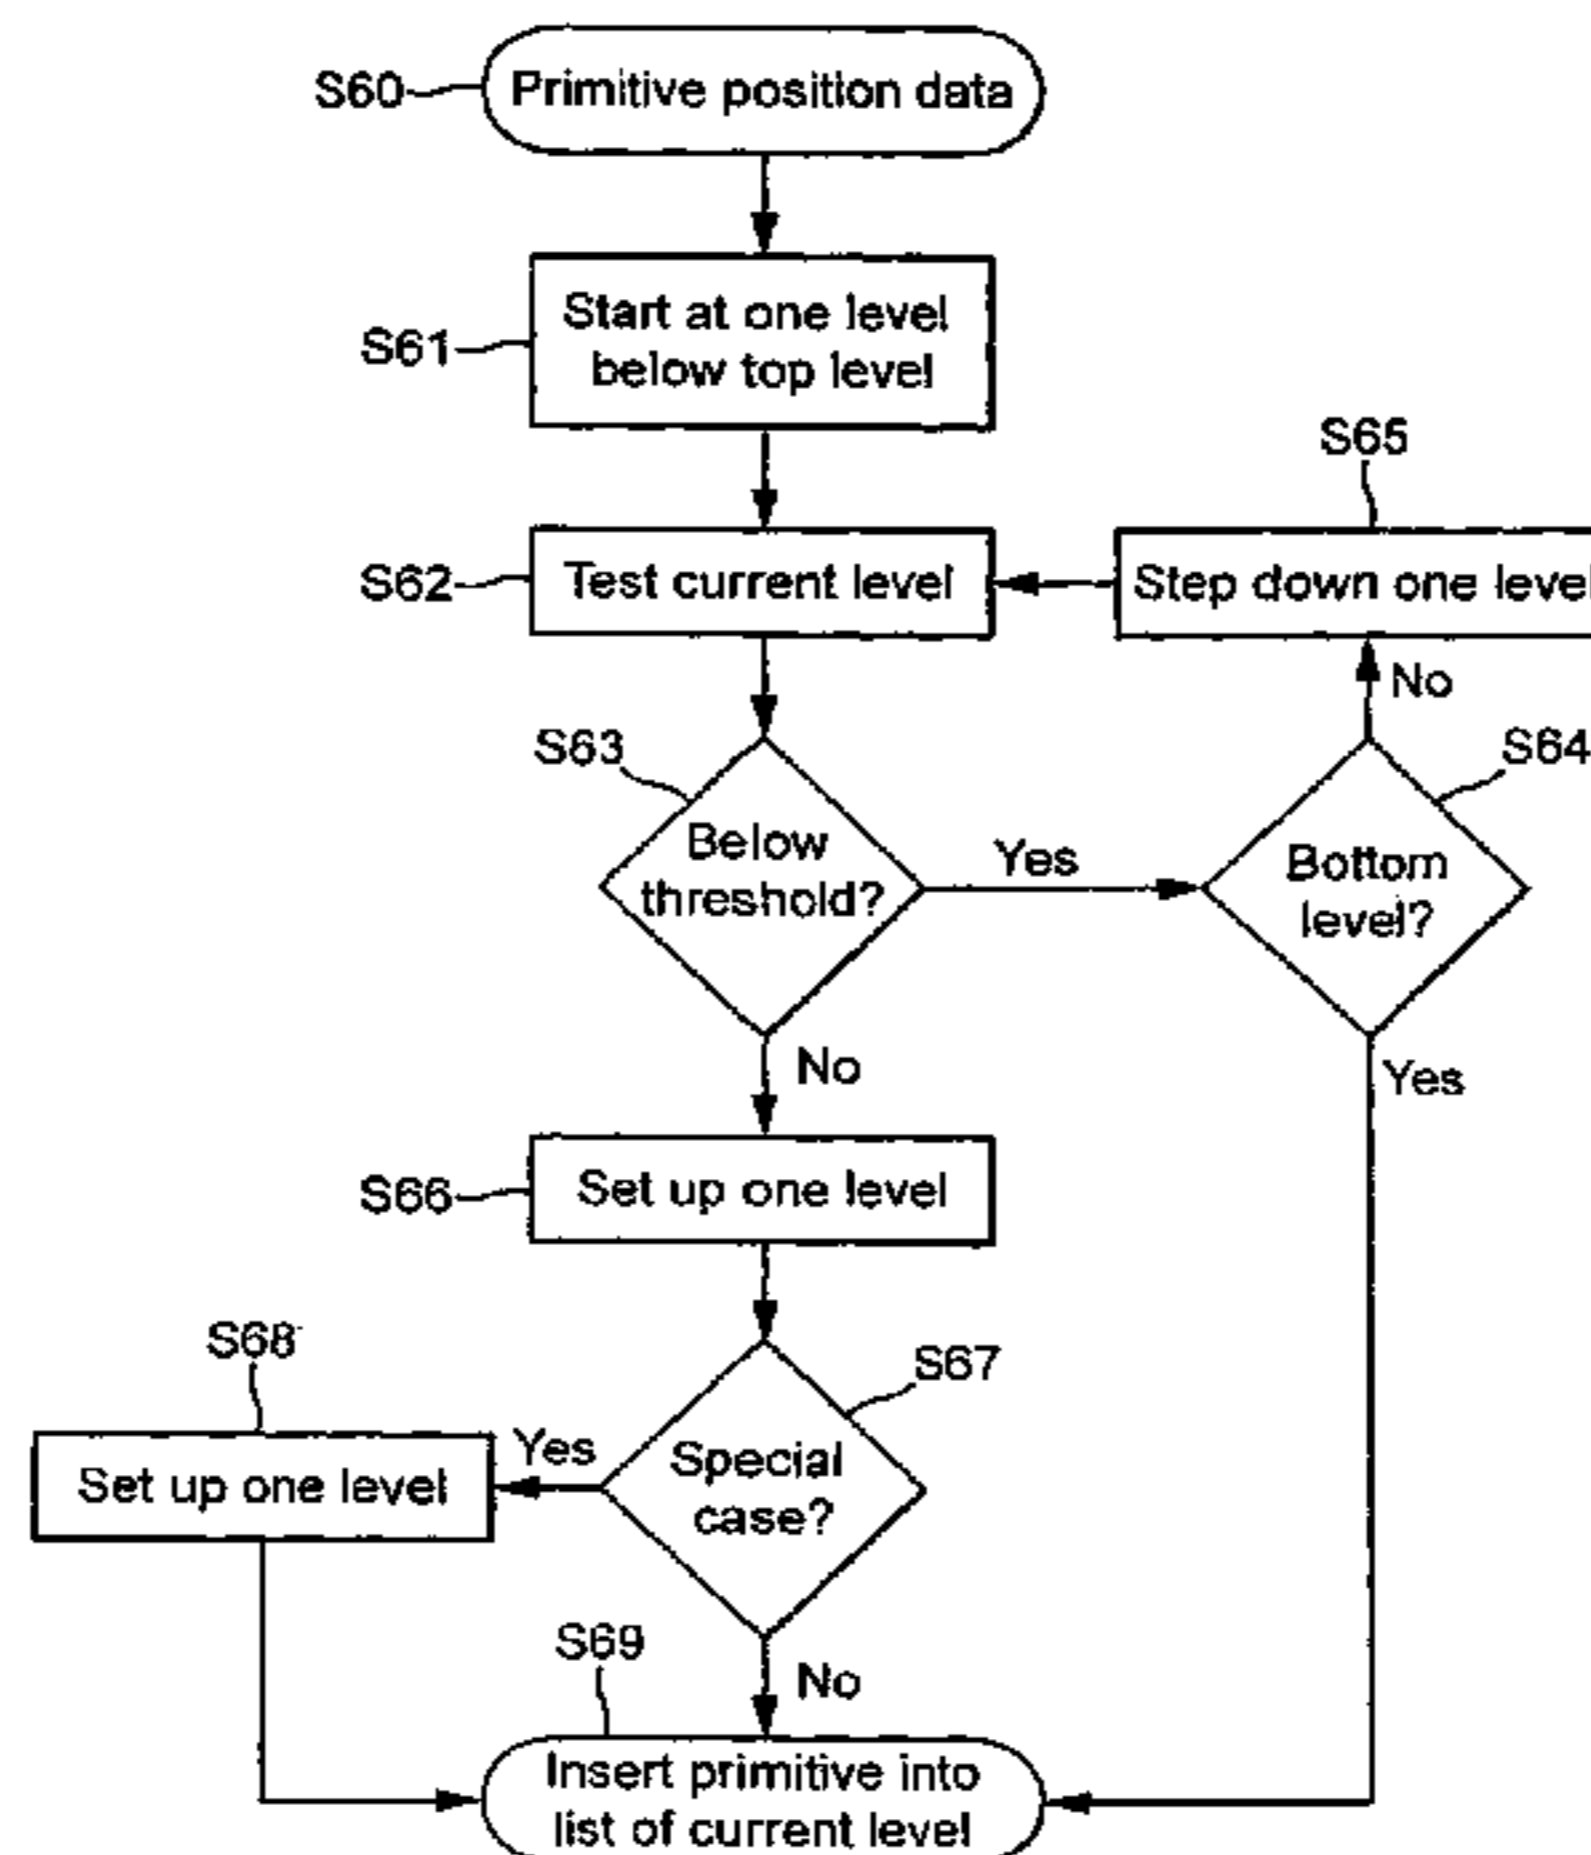 S60
Primitive position data
S61
Start at one level
below top level
S65
S62
Test current level
Step down one level
No
S63
S64
Below
threshold?
Yes
Bottom
level?
No
Yes
S66
Set up one level
S68
S67
Yes
Set up one level
Special
case?
S69
No
Insert primitive into
list of current level